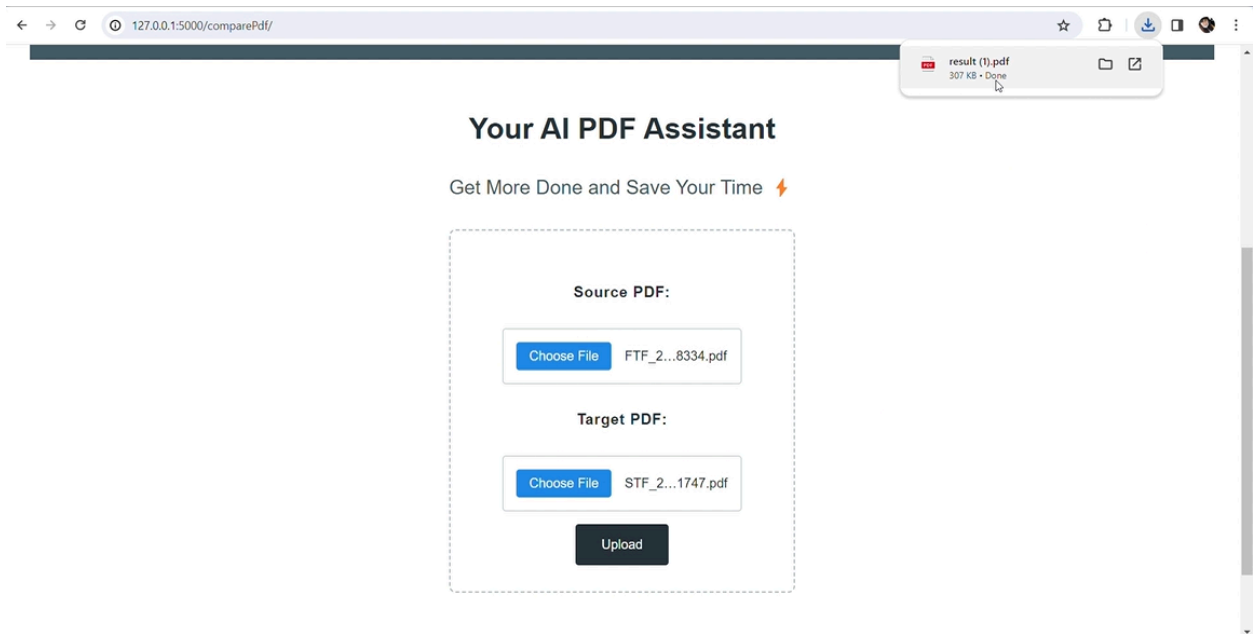 127.0.0.1:5000/comparePdf/
PDF
result (1).pdf
307 KB • Done
Your AI PDF Assistant
Get More Done and Save Your Time
Source PDF:
Choose File FTF_2...8334.pdf
Target PDF:
Choose File STF_2...1747.pdf
Upload